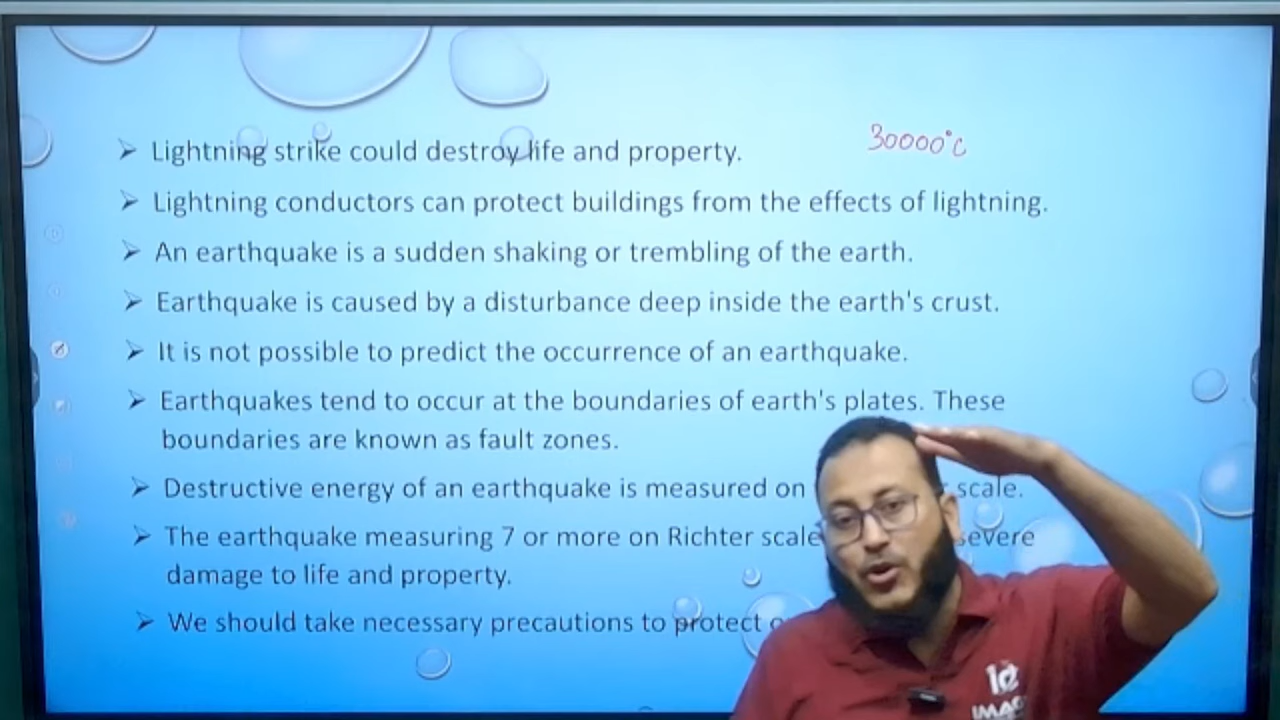 30000°C
➤ Lightning strike could destroy life and property.
➤ Lightning conductors can protect buildings from the effects of lightning.
➤ An earthquake is a sudden shaking or trembling of the earth.
➤ Earthquake is caused by a disturbance deep inside the earth's crust.
➤ It is not possible to predict the occurrence of an earthquake.
➤ Earthquakes tend to occur at the boundaries of earth's plates. These
boundaries are known as fault zones.
➤ Destructive energy of an earthquake is measured on scale.
➤ The earthquake measuring 7 or more on Richter scale severe
damage to life and property.
➤ We should take necessary precautions to protect